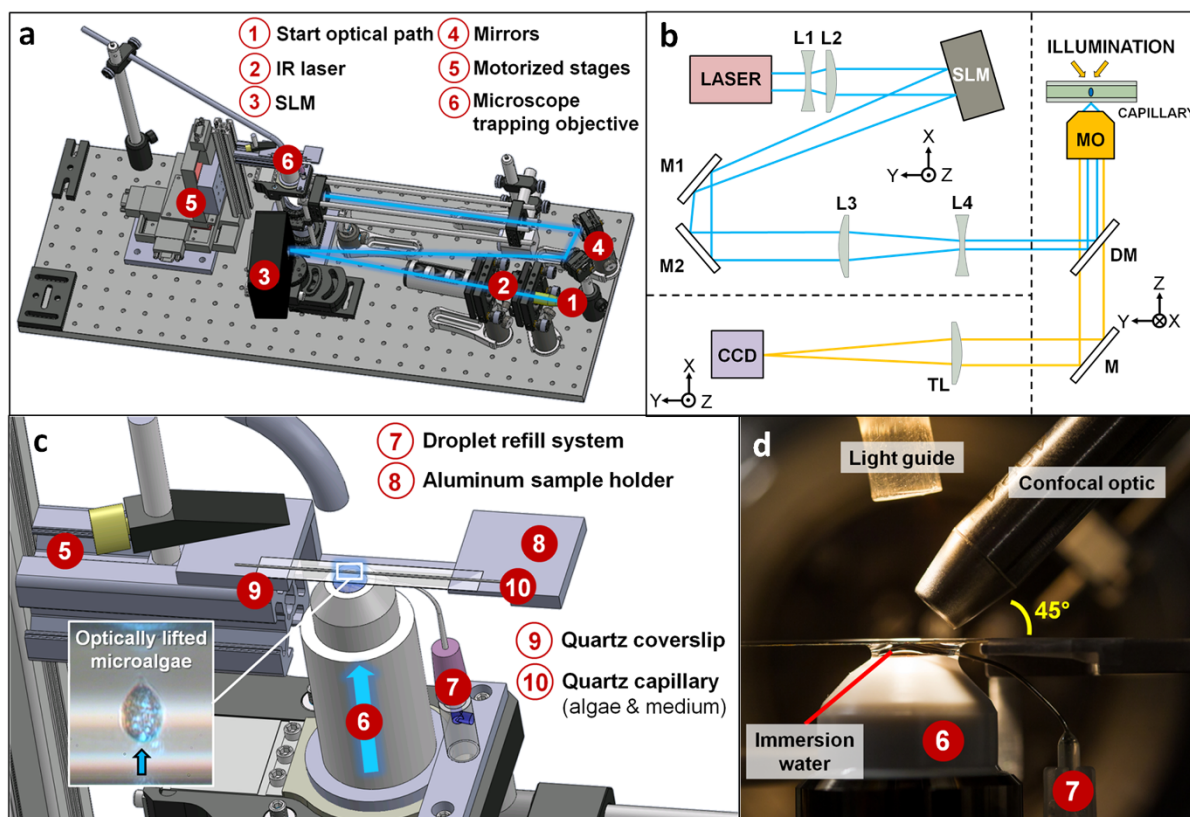 a
1 Start optical path
2 IR laser
3 SLM
4 Mirrors
5 Motorized stages
6 Microscope
trapping objective
6
5
3
2
4
1
b
L1 L2
LASER
SLM
ILLUMINATION
CAPILLARY
MO
M1
X
Y Z
L3
L4
M2
DM
Z
Y X
CCD
TL
M
X
Y Z
c
7 Droplet refill system
8 Aluminum sample holder
5
8
9
10
Optically lifted
microalgae
9 Quartz coverslip
10 Quartz capillary
(algae & medium)
7
6
d
Light guide
Confocal optic
45°
Immersion
water
6
7